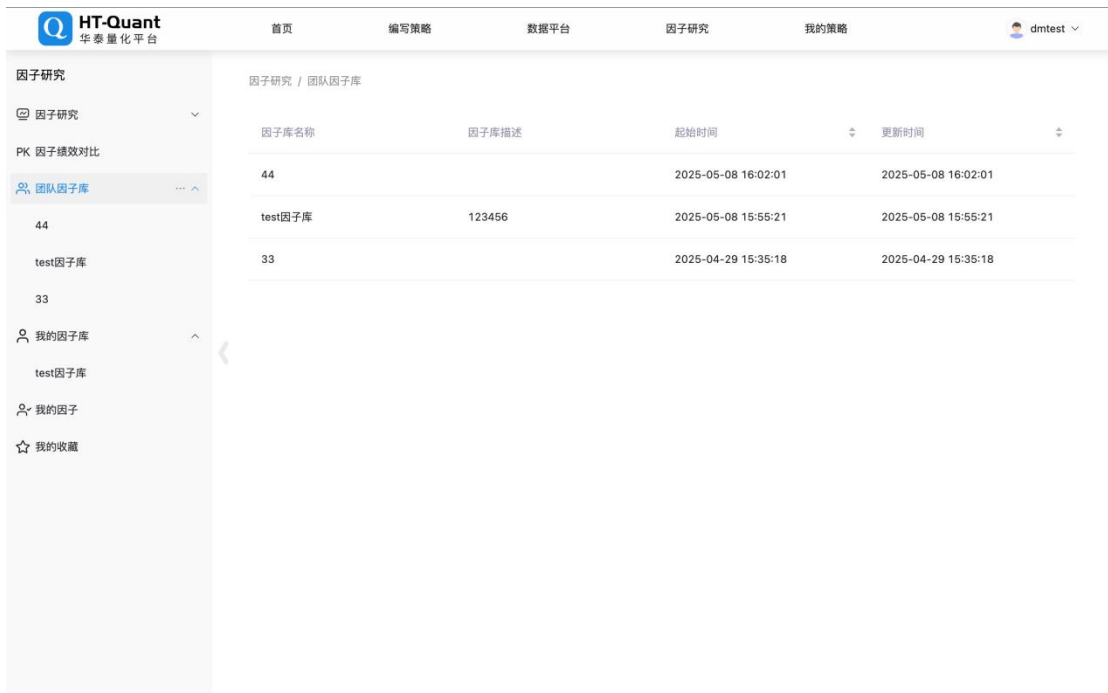 HT-Quant
华泰量化平台
首页 编写策略 数据平台 因子研究 我的策略 dmtest
因子研究
因子研究
PK 因子绩效对比
团队因子库 ···
44
test因子库
33
我的因子库
test因子库
我的因子
我的收藏
因子研究 / 团队因子库
因子库名称 因子库描述 起始时间 更新时间
44 2025-05-08 16:02:01 2025-05-08 16:02:01
test因子库 123456 2025-05-08 15:55:21 2025-05-08 15:55:21
33 2025-04-29 15:35:18 2025-04-29 15:35:18